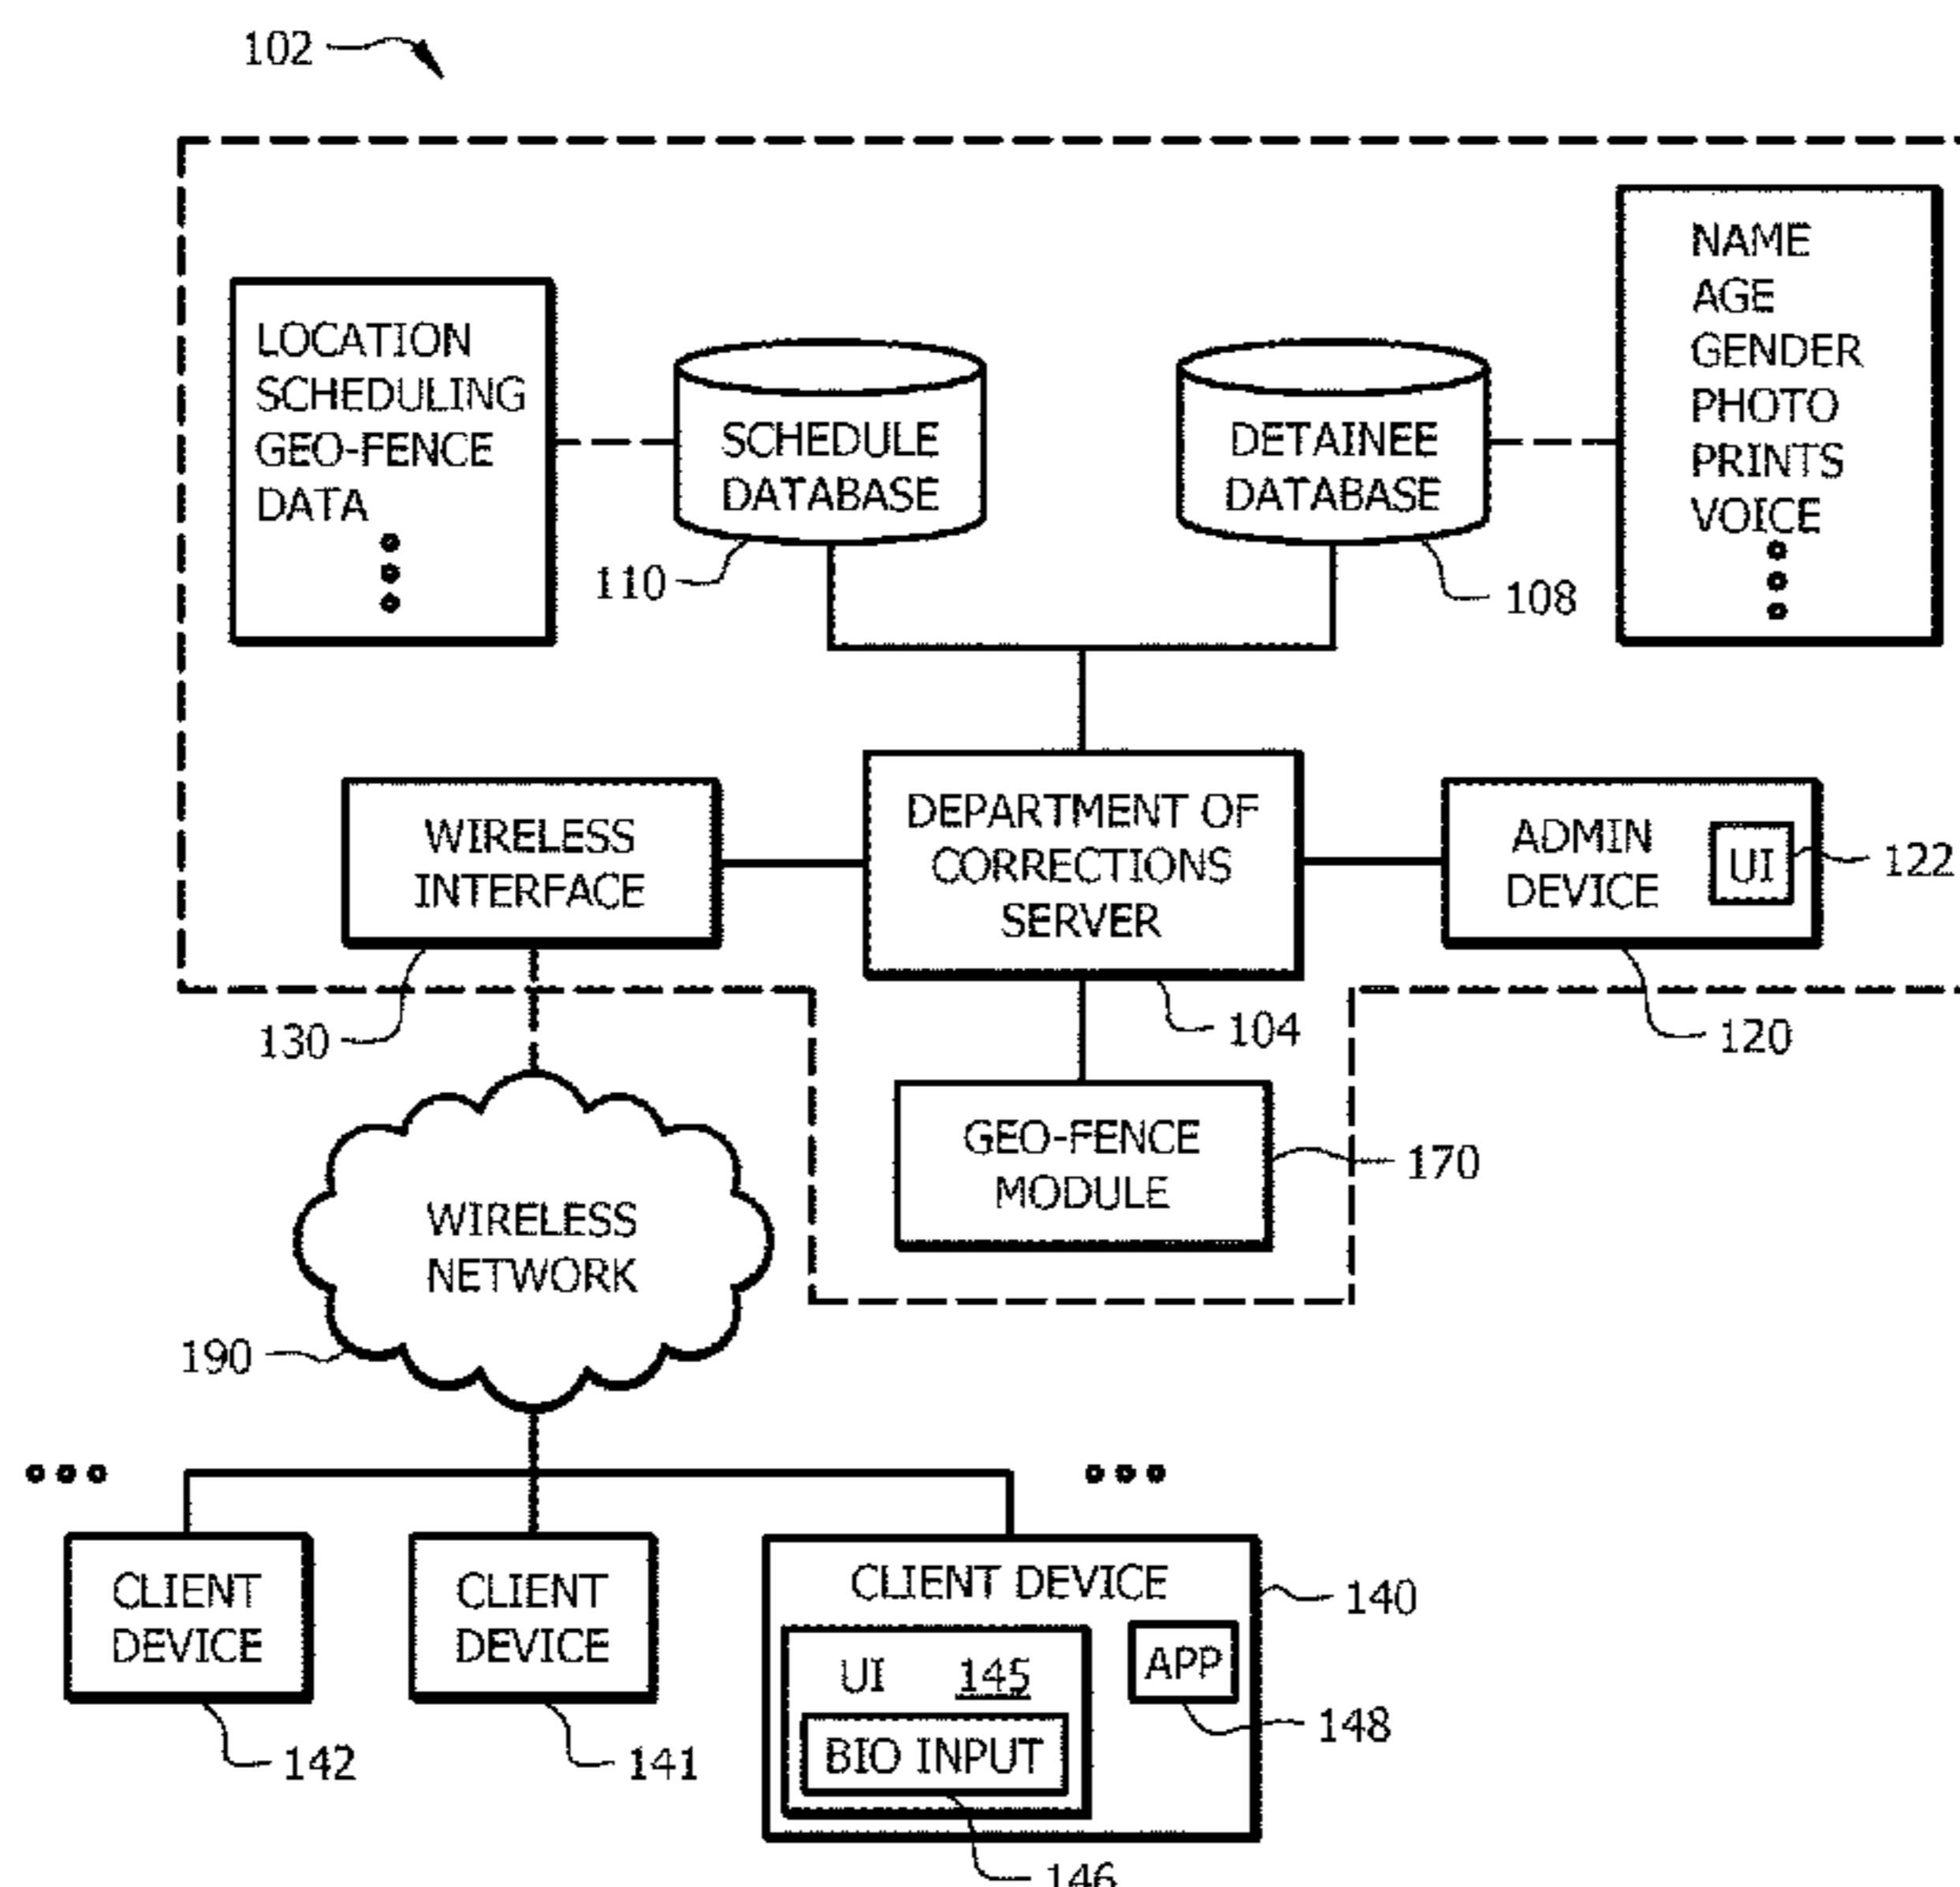 102
NAME
AGE
GENDER
PHOTO
PRINTS
VOICE
LOCATION
SCHEDULING
GEO-FENCE
DATA
SCHEDULE
DATABASE
DETAINEE
DATABASE
110
108
WIRELESS
INTERFACE
DEPARTMENT OF
CORRECTIONS
SERVER
ADMIN
DEVICE
UI
122
130
104
120
GEO-FENCE
MODULE
170
WIRELESS
NETWORK
190
CLIENT
DEVICE
CLIENT
DEVICE
CLIENT DEVICE
140
UI 145
APP
BIO INPUT
148
142
141
146